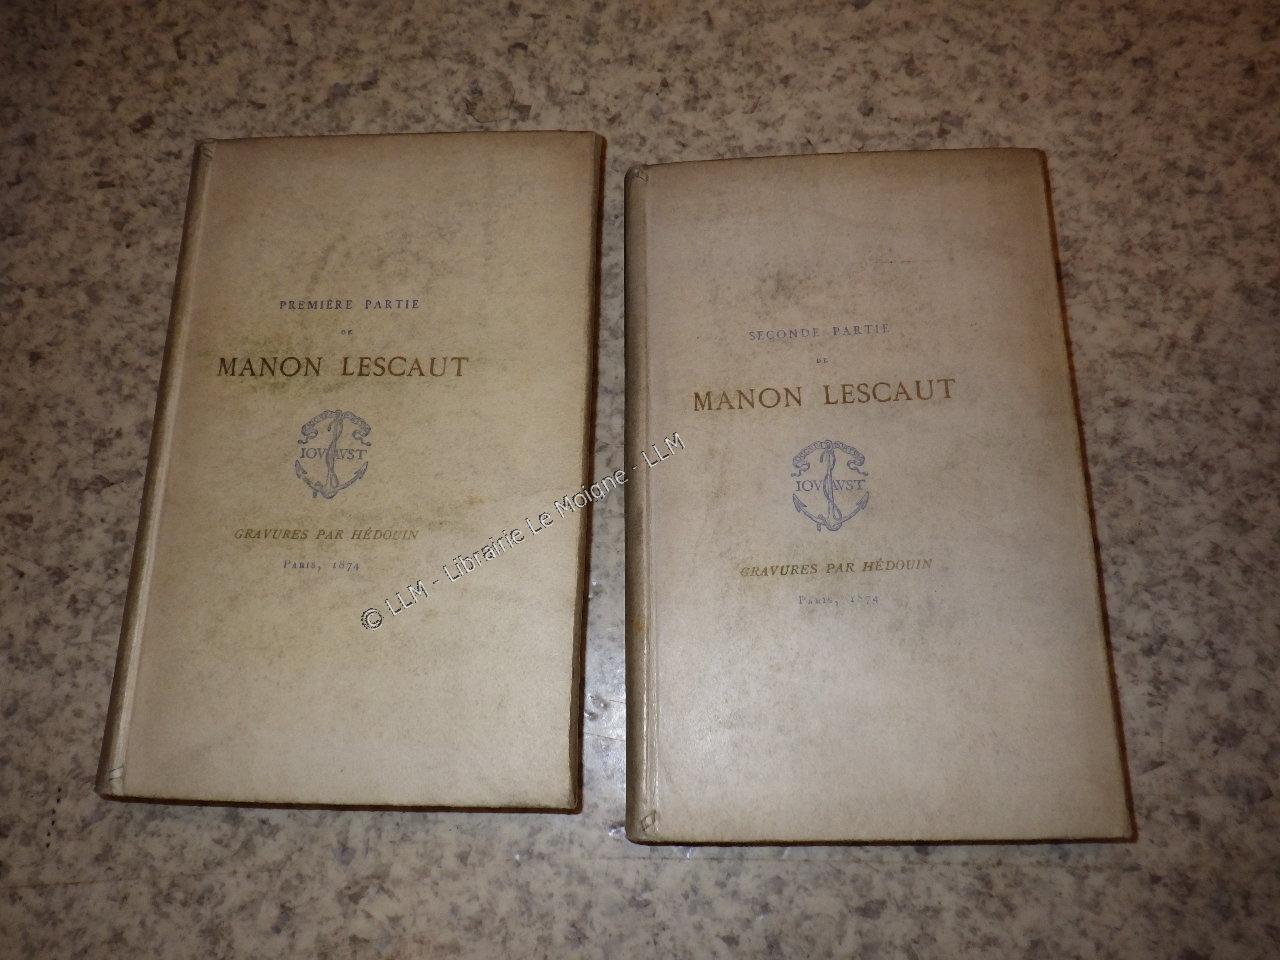 PREMIÈRE PARTIE
DE
MANON LESCAUT
IOVAVST
GRAVURES PAR HÉDOUIN
PARIS, 1874
SECONDE PARTIE
DE
MANON LESCAUT
IOVAVST
GRAVURES PAR HÉDOUIN
PARIS, 1874
© LLM - Librairie Le Moigne - LLM